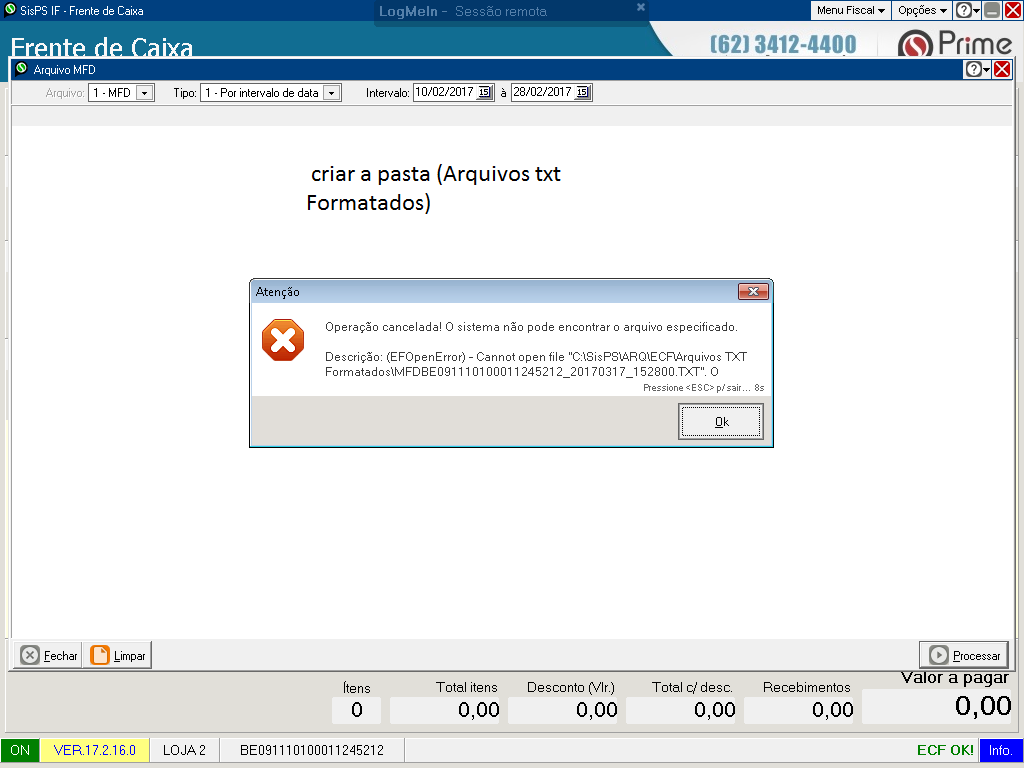 SisPS IF - Frente de Caixa
LogMeIn - Sessão remota
Menu Fiscal
Opções
Frente de Caixa
(62) 3412-4400
Prime
Arquivo MFD
Arquivo: 1 - MFD Tipo: 1 - Por intervalo de data Intervalo: 10/02/2017 15 à 28/02/2017 15
criar a pasta (Arquivos txt
Formatados)
Atenção
Operação cancelada! O sistema não pode encontrar o arquivo especificado.
Descrição: (EFOpenError) - Cannot open file "C:\SisPS\ARQ\ECF\Arquivos TXT
Formatados\MFDBE091110100011245212_20170317_152800.TXT". O
Pressione <ESC> p/ sair... 8s
Ok
Fechar
Limpar
Processar
Ítens Total itens Desconto (Vlr.) Total c/ desc. Recebimentos Valor a pagar
0 0,00 0,00 0,00 0,00 0,00
ON VER.17.2.16.0 LOJA 2 BE091110100011245212 ECF OK! Info.